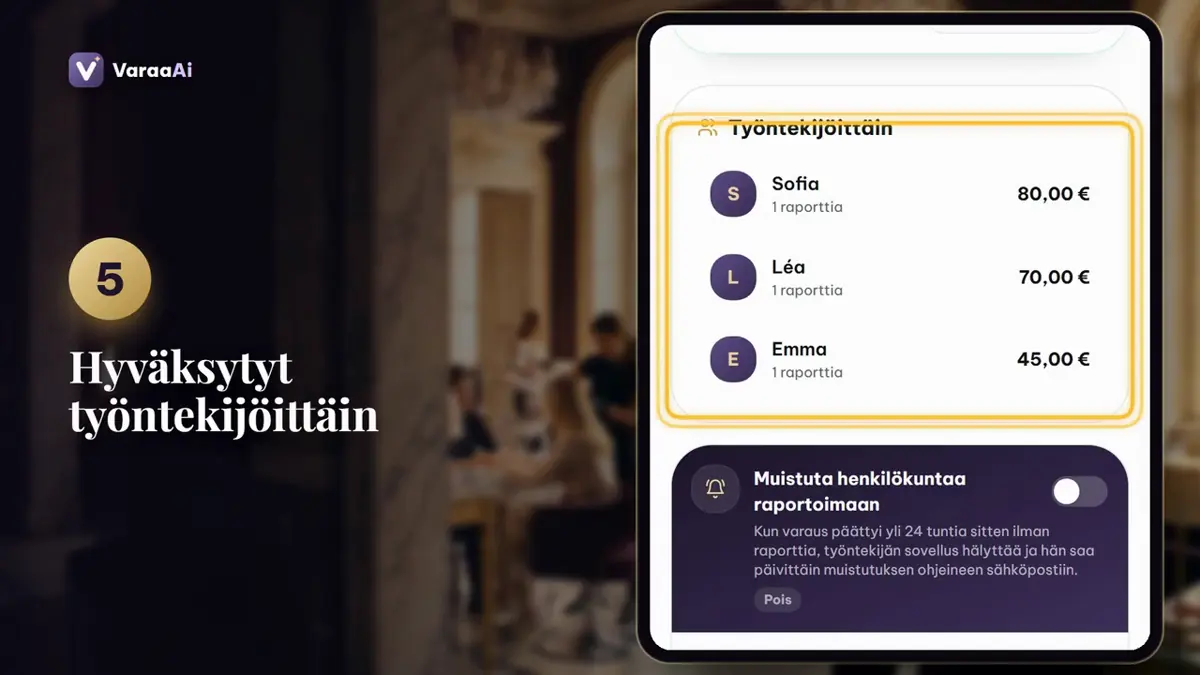 VaraaAi
5
Hyväksytyt
työntekijöittäin
Työntekijöittäin
S
Sofia
1 raporttia
80,00 €
L
Léa
1 raporttia
70,00 €
E
Emma
1 raporttia
45,00 €
Muistuta henkilökuntaa
raportoimaan
Kun varaus päättyi yli 24 tuntia sitten ilman
raporttia, työntekijän sovellus hälyttää ja hän saa
päivittäin muistutuksen ohjeineen sähköpostiin.
Pois